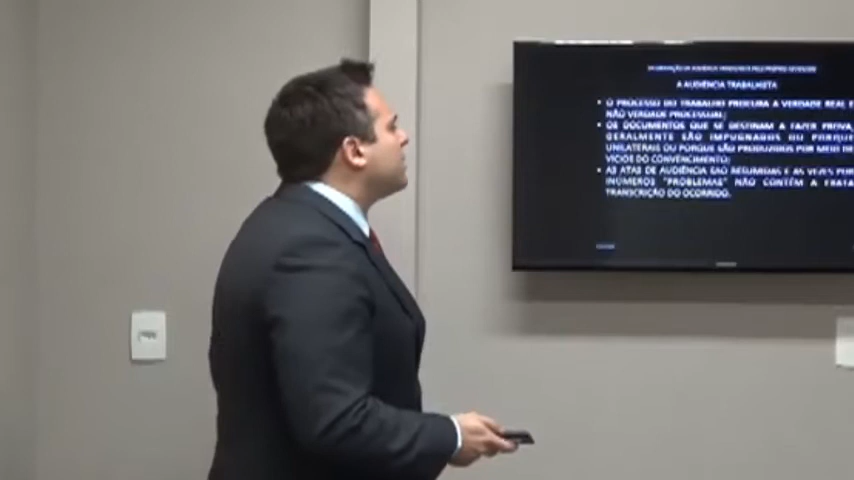 A AUDIÊNCIA TRABALHISTA
• O PROCESSO DO TRABALHO PROCURA A VERDADE REAL E
NÃO VERDADE PROCESSUAL;
• OS DOCUMENTOS QUE SE DESTINAM A FAZER PROVA,
GERALMENTE SÃO IMPUGNADOS OU PORQUE
UNILATERAIS OU PORQUE SÃO PRODUZIDOS POR MEIO DE
VÍCIOS DO CONVENCIMENTO;
• AS ATAS DE AUDIÊNCIA SÃO RESUMIDAS E AS VEZES POR
INÚMEROS "PROBLEMAS" NÃO CONTÉM A
TRANSCRIÇÃO DO OCORRIDO.